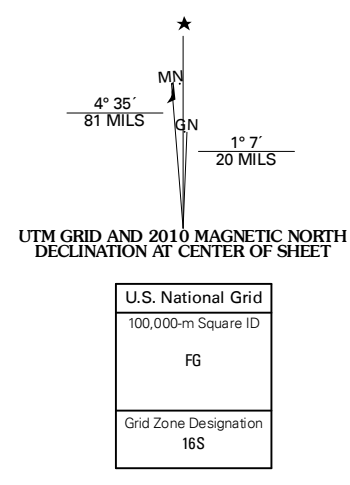 ★
MN
4° 35´
81 MILS
GN
1° 7´
20 MILS
UTM GRID AND 2010 MAGNETIC NORTH
DECLINATION AT CENTER OF SHEET
U.S. National Grid
100,000-m Square ID
FG
Grid Zone Designation
16S